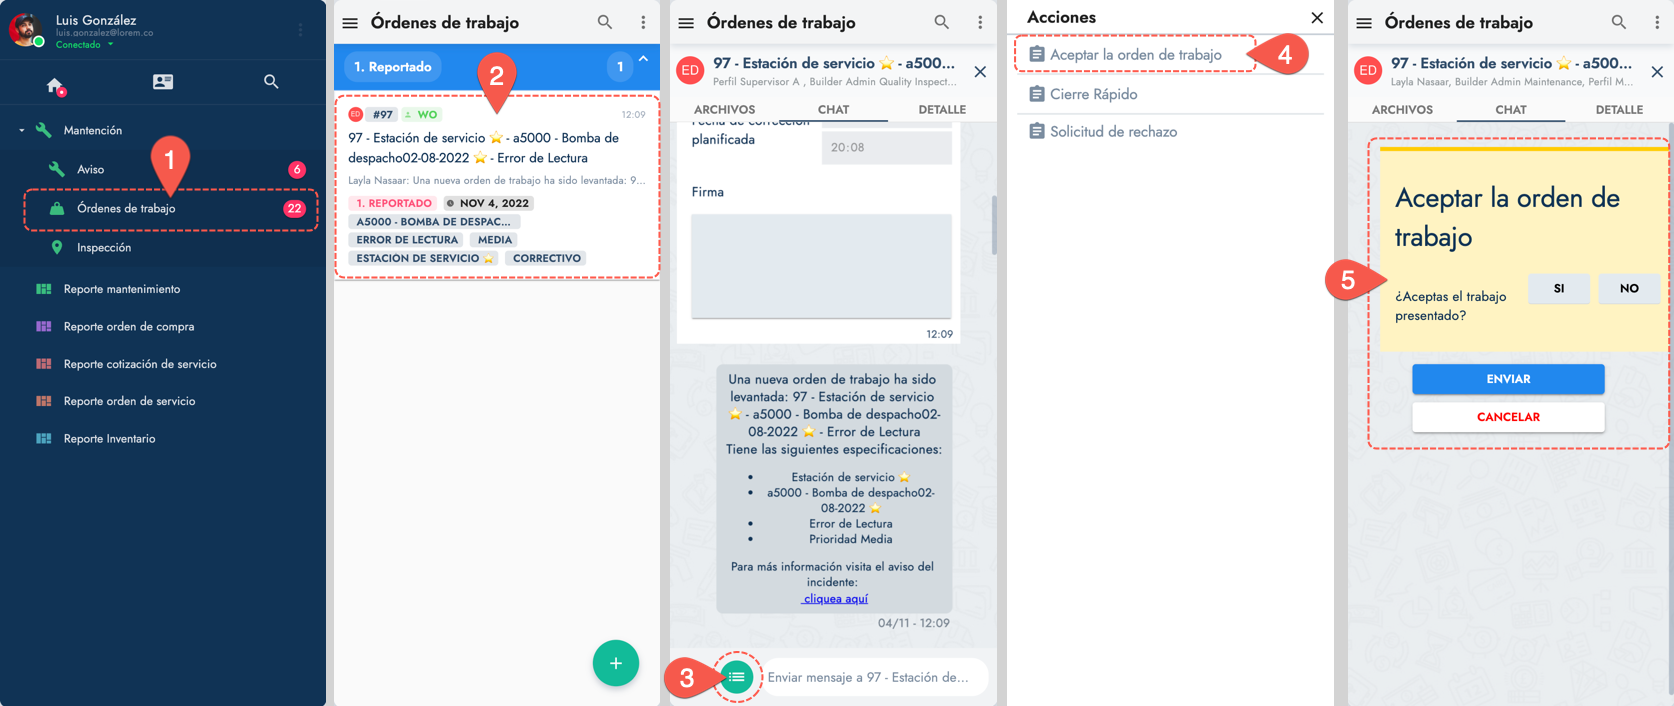 Luis González
luis.gonzalez@lorem.co
Conectado
Mantención
1
Aviso
6
Órdenes de trabajo
22
Inspección
Reporte mantenimiento
Reporte orden de compra
Reporte cotización de servicio
Reporte orden de servicio
Reporte Inventario
Órdenes de trabajo
1. Reportado
1
2
ED
#97
WO
12:09
97 - Estación de servicio ⭐ - a5000 - Bomba de
despacho02-08-2022 ⭐ - Error de Lectura
Layla Nasaar: Una nueva orden de trabajo ha sido levantada: 9...
1. REPORTADO
NOV 4, 2022
A5000 - BOMBA DE DESPAC...
ERROR DE LECTURA
MEDIA
ESTACIÓN DE SERVICIO ⭐
CORRECTIVO
+
Órdenes de trabajo
ED
97 - Estación de servicio ⭐ - a500...
Perfil Supervisor A , Builder Admin Quality Inspect...
ARCHIVOS
CHAT
DETALLE
Fecha de corrección
planificada
20:08
Firma
12:09
Una nueva orden de trabajo ha sido
levantada: 97 - Estación de servicio
⭐ - a5000 - Bomba de despacho02-
08-2022 ⭐ - Error de Lectura
Tiene las siguientes especificaciones:
• Estación de servicio ⭐
• a5000 - Bomba de despacho02-
08-2022 ⭐
• Error de Lectura
• Prioridad Media
Para más información visita el aviso del
incidente:
cliquea aquí
04/11 - 12:09
3
Enviar mensaje a 97 - Estación de...
Acciones
Aceptar la orden de trabajo
4
Cierre Rápido
Solicitud de rechazo
Órdenes de trabajo
ED
97 - Estación de servicio ⭐ - a500...
Layla Nasaar, Builder Admin Maintenance, Perfil M...
ARCHIVOS
CHAT
DETALLE
Aceptar la orden de
trabajo
5
¿Aceptas el trabajo
presentado?
SI
NO
ENVIAR
CANCELAR